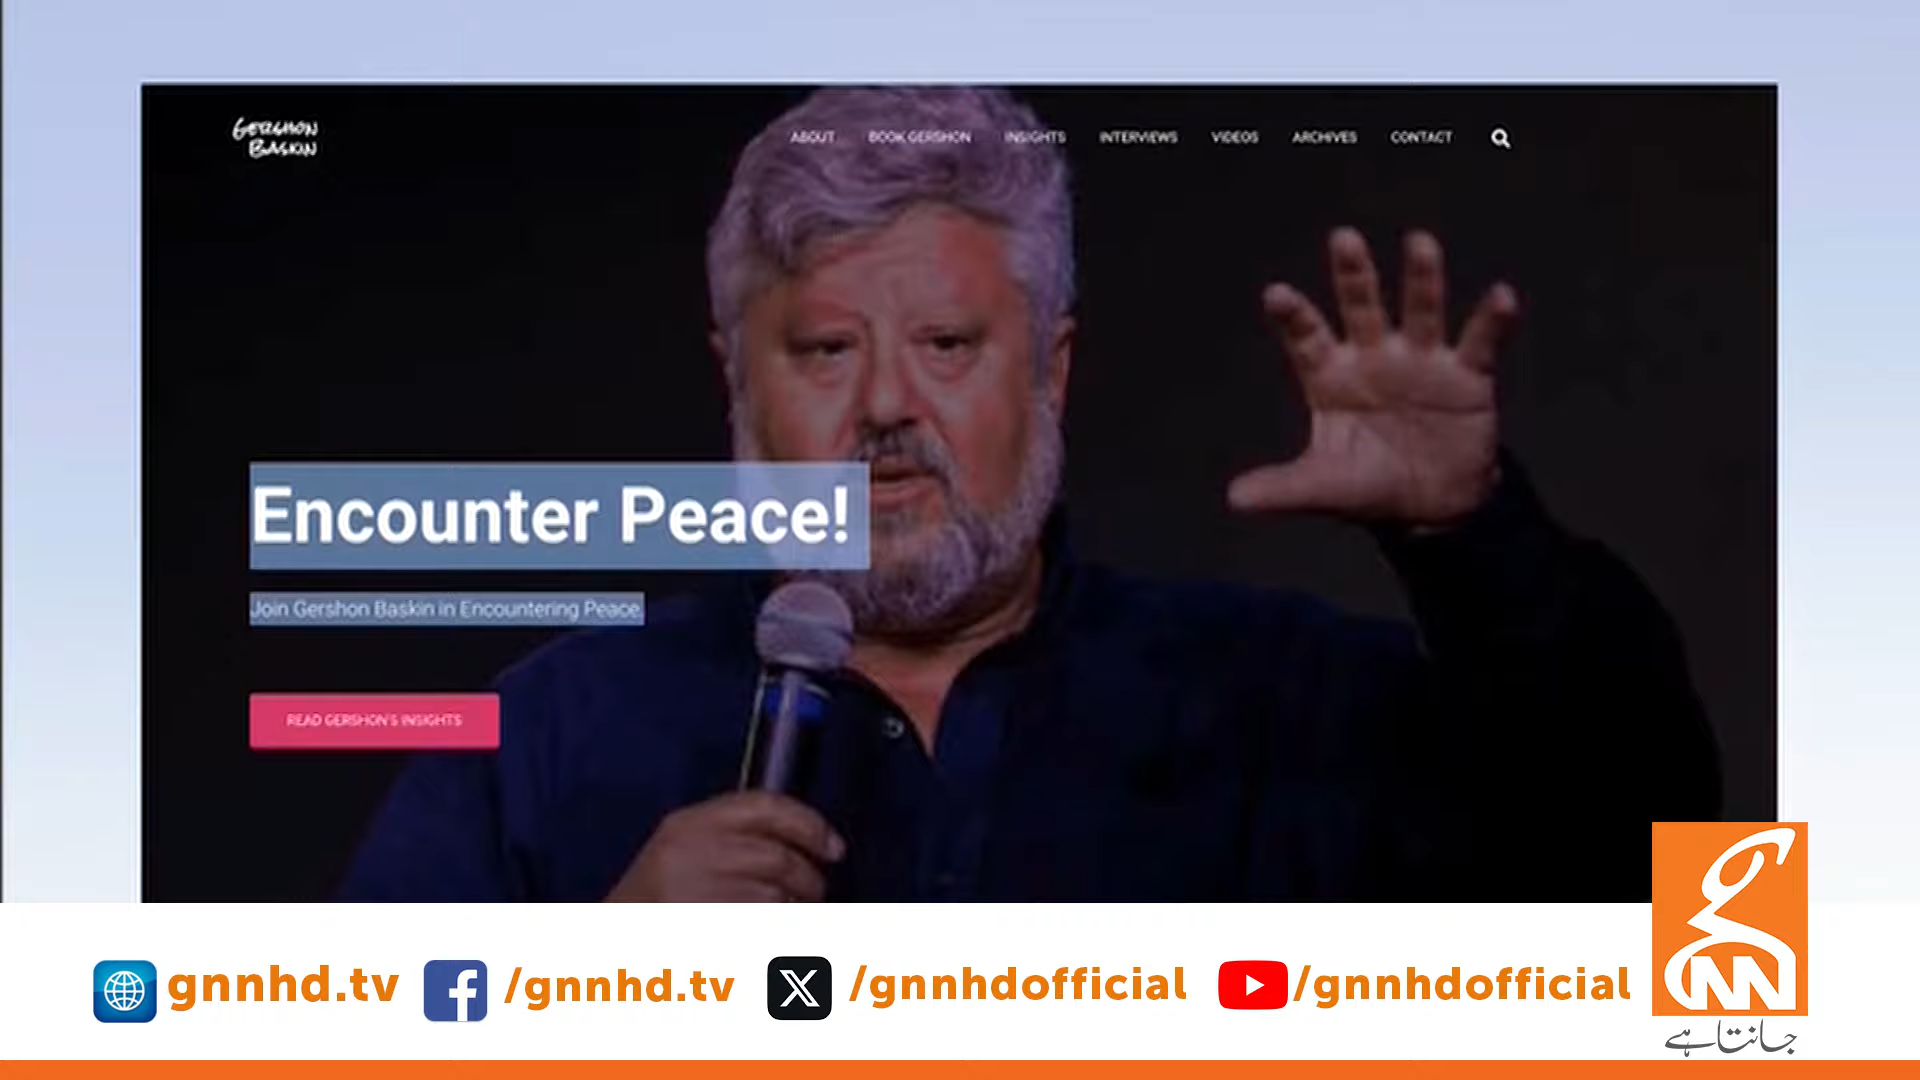 GERSHON
BASKIN
ABOUT BOOK GERSHON INSIGHTS INTERVIEWS VIDEOS ARCHIVES CONTACT
Encounter Peace!
Join Gershon Baskin in Encountering Peace.
READ GERSHON'S INSIGHTS
gnnhd.tv /gnnhd.tv /gnnhdofficial /gnnhdofficial
GNN
جانتا ہے